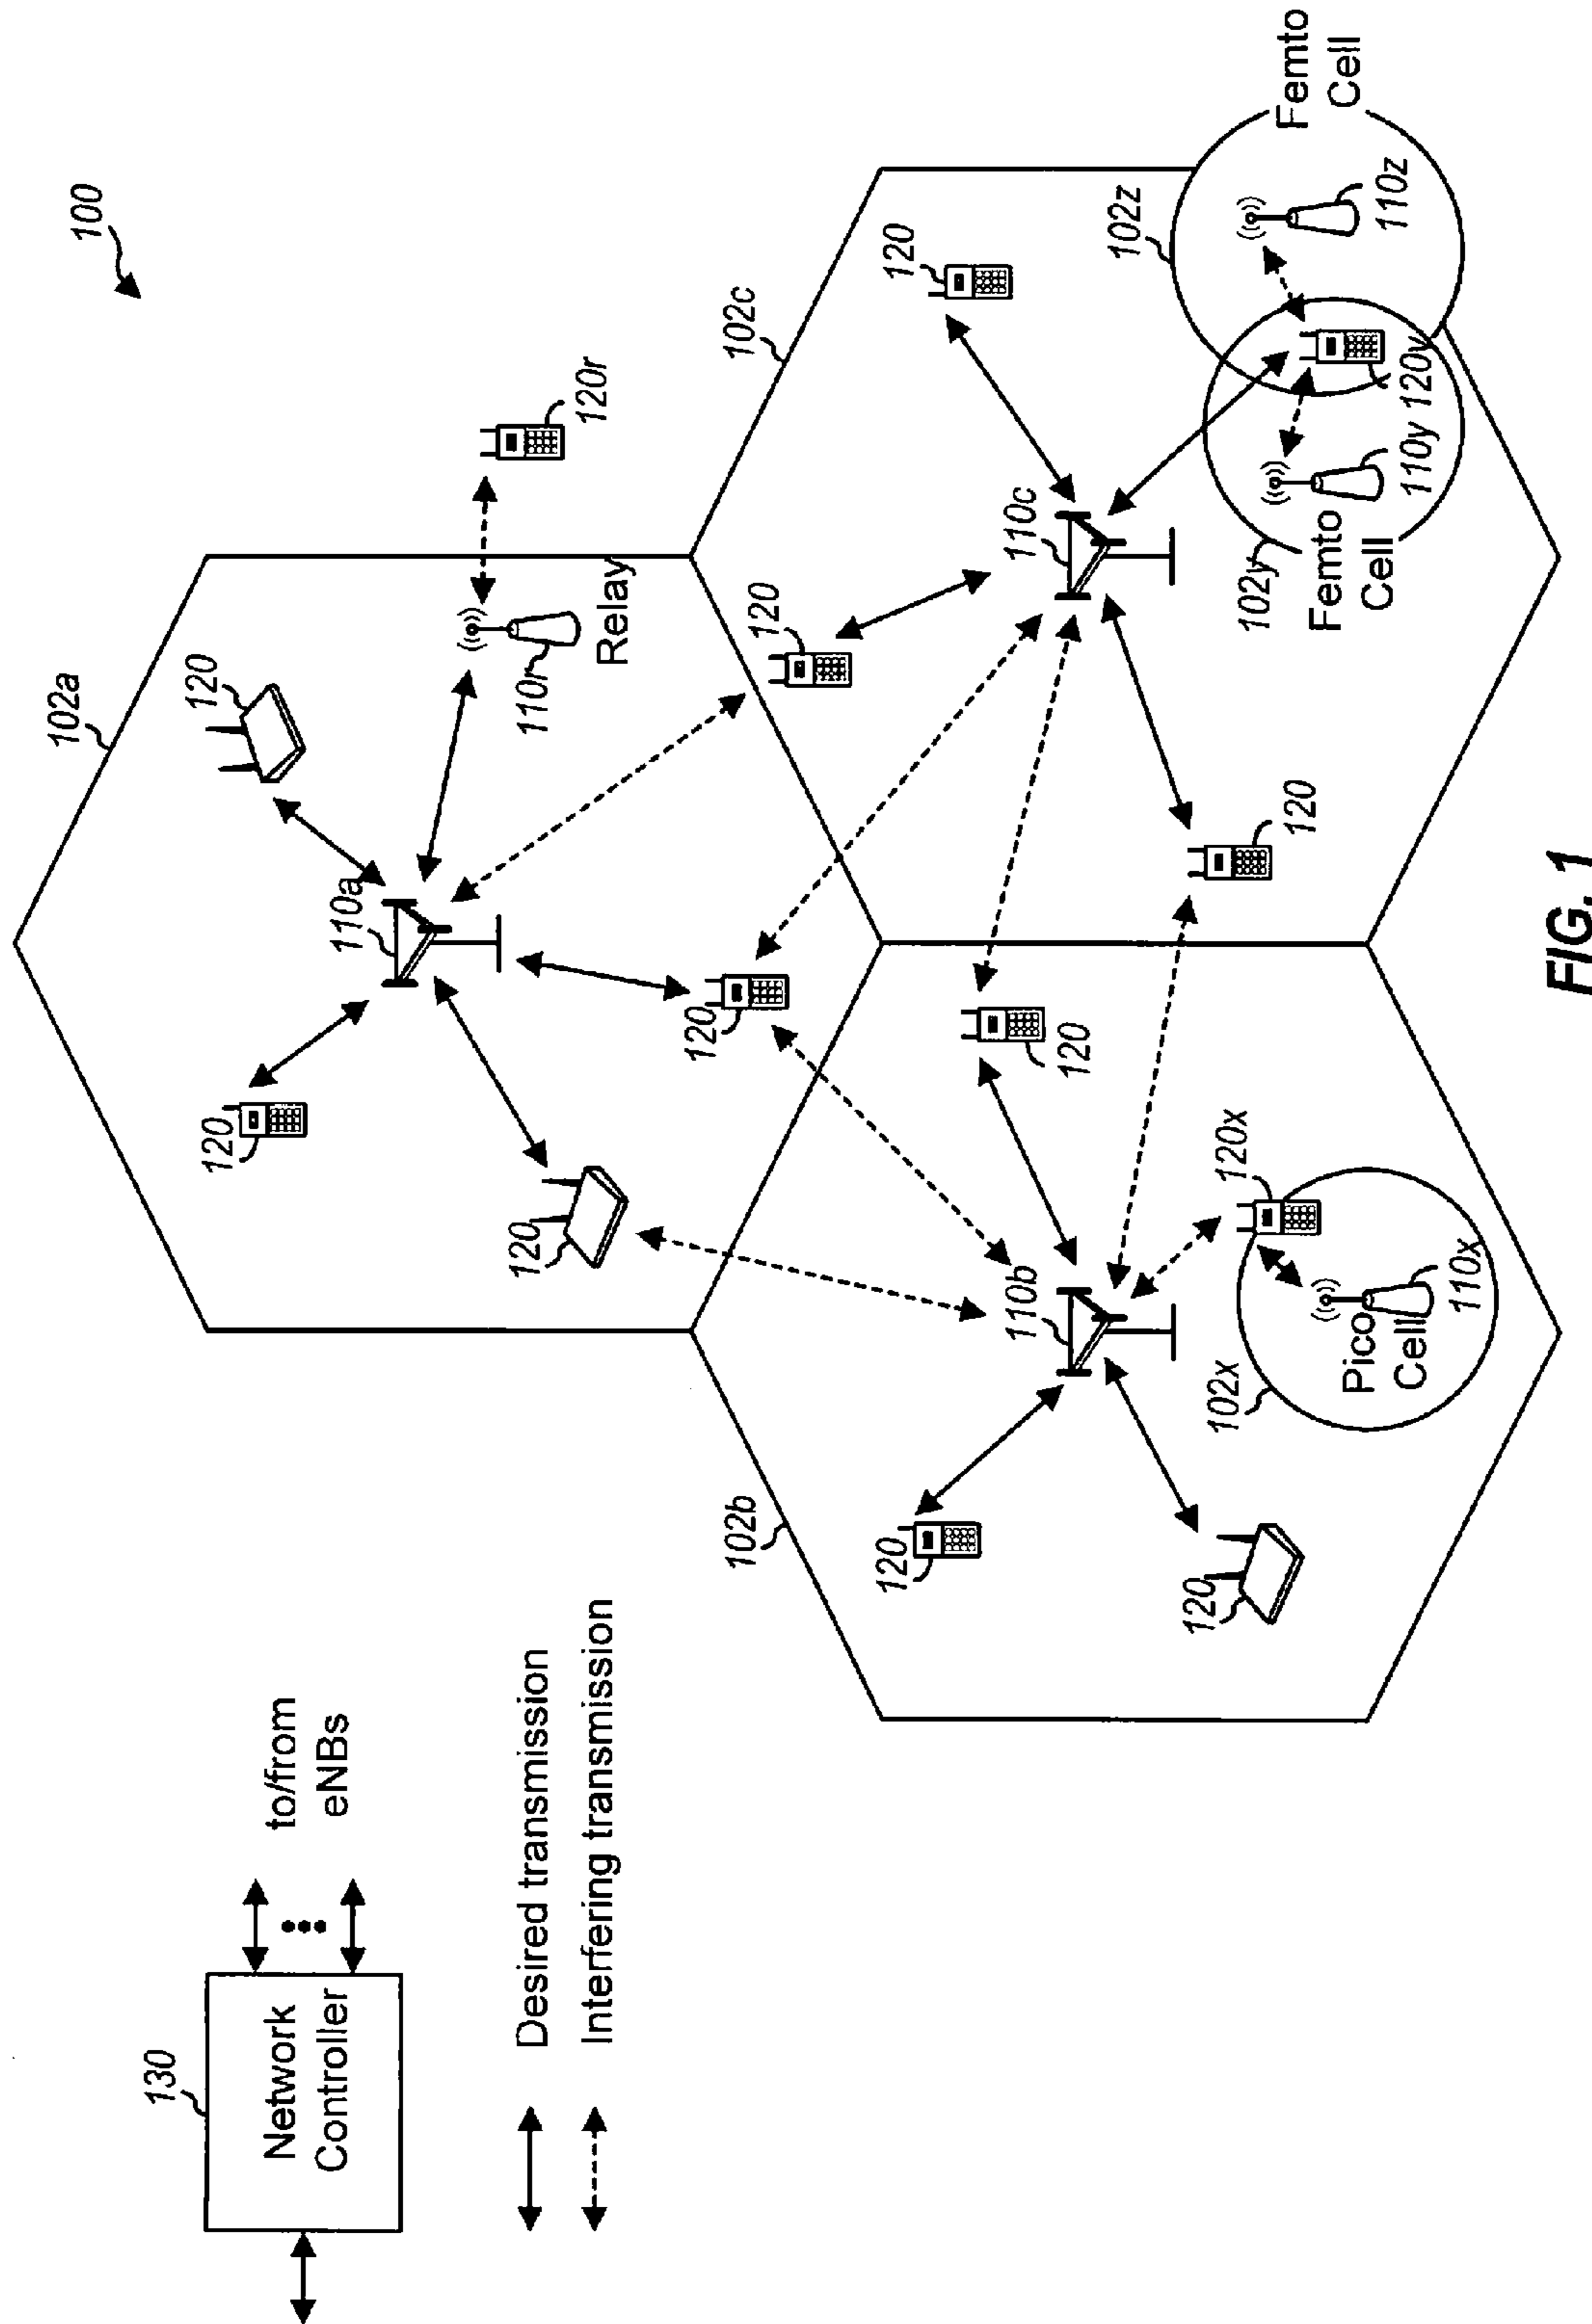 100
130
Network
Controller
to/from
eNBs
Desired transmission
Interfering transmission
102a
120
120
110a
120
110r
Relay
120r
120
120
120
102b
102c
120
120
110b
120
120
120x
102x
Pico
Cell
110x
110c
120
120
102z
Femto
Cell
110z
120y
102y
Femto
Cell
110y
FIG. 1